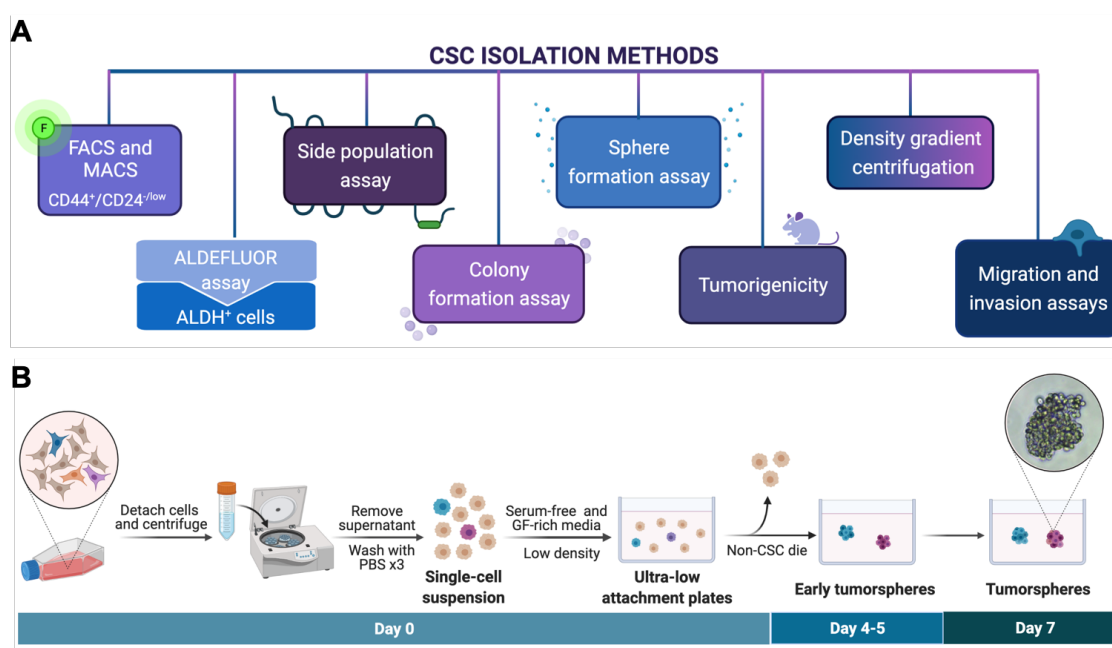 A
CSC ISOLATION METHODS
F
FACS and
MACS
CD44⁺/CD24⁻/ˡᵒʷ
ALDEFLUOR
assay
ALDH⁺ cells
Side population
assay
Colony
formation assay
Sphere
formation assay
Tumorigenicity
Density gradient
centrifugation
Migration and
invasion assays
B
Detach cells
and centrifuge
Remove
supernatant
Wash with
PBS x3
Single-cell
suspension
Serum-free and
GF-rich media
Low density
Ultra-low
attachment plates
Non-CSC die
Early tumorspheres
Tumorspheres
Day 0
Day 4-5
Day 7